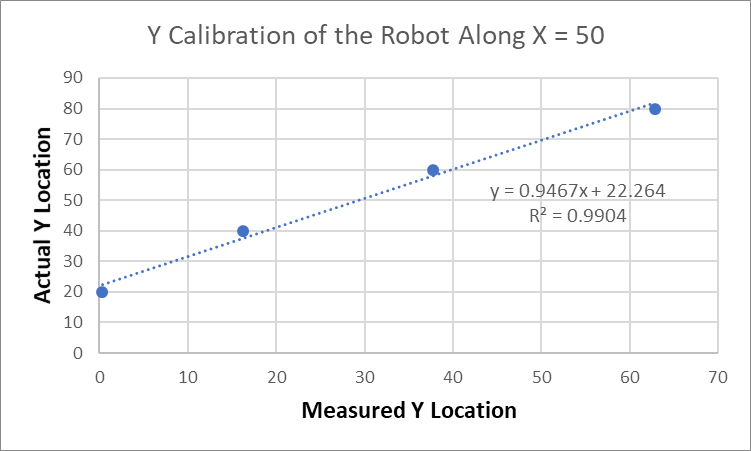 Y Calibration of the Robot Along X = 50
Actual Y Location
90
80
70
60
50
40
30
20
10
0
y = 0.9467x + 22.264
R² = 0.9904
0 10 20 30 40 50 60 70
Measured Y Location